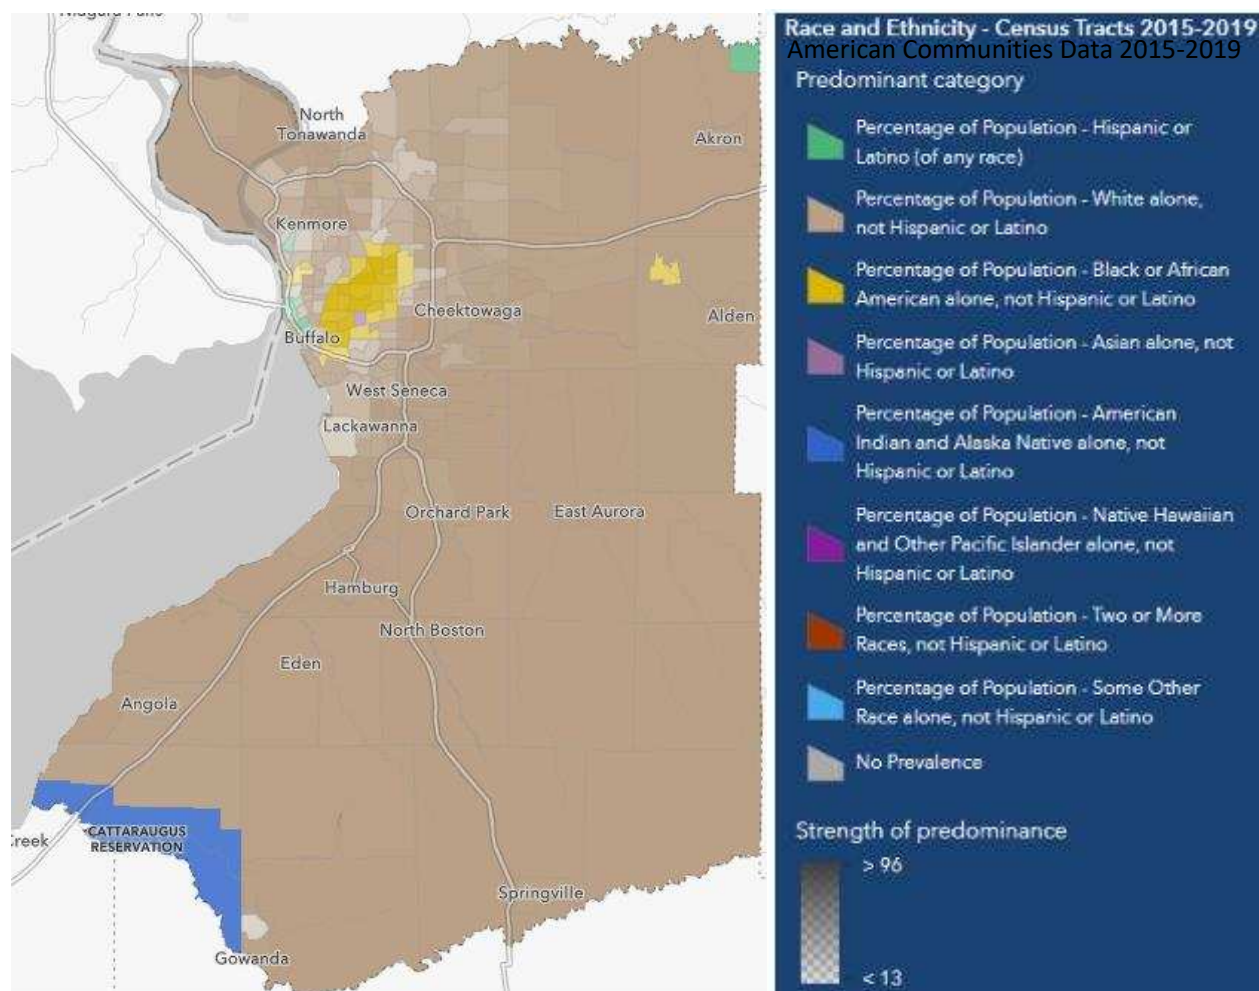 Niagara Falls
North
Tonawanda
Akron
Kenmore
Cheektowaga
Alden
Buffalo
West Seneca
Lackawanna
Orchard Park
East Aurora
Hamburg
North Boston
Eden
Angola
Creek
CATTARAUGUS
RESERVATION
Springville
Gowanda
Race and Ethnicity - Census Tracts 2015-2019
American Communities Data 2015-2019
Predominant category
Percentage of Population - Hispanic or
Latino (of any race)
Percentage of Population - White alone,
not Hispanic or Latino
Percentage of Population - Black or African
American alone, not Hispanic or Latino
Percentage of Population - Asian alone, not
Hispanic or Latino
Percentage of Population - American
Indian and Alaska Native alone, not
Hispanic or Latino
Percentage of Population - Native Hawaiian
and Other Pacific Islander alone, not
Hispanic or Latino
Percentage of Population - Two or More
Races, not Hispanic or Latino
Percentage of Population - Some Other
Race alone, not Hispanic or Latino
No Prevalence
Strength of predominance
> 96
< 13